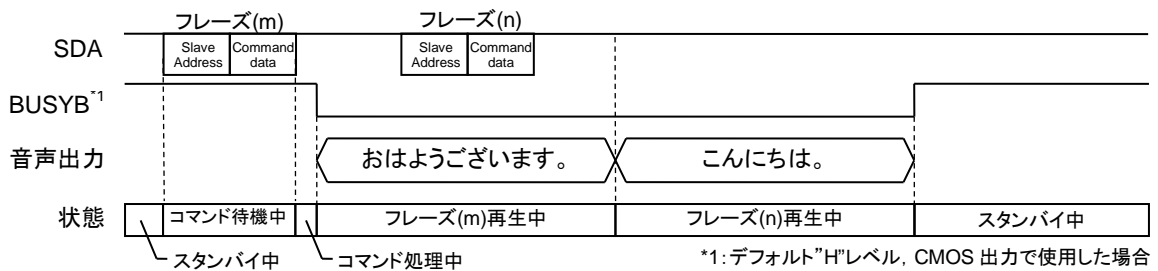 フレーズ(m)
フレーズ(n)
SDA
Slave Address
Command data
Slave Address
Command data
BUSYB*1
音声出力
おはようございます。
こんにちは。
状態
コマンド待機中
フレーズ(m)再生中
フレーズ(n)再生中
スタンバイ中
スタンバイ中
コマンド処理中
*1:デフォルト"H"レベル, CMOS 出力で使用した場合